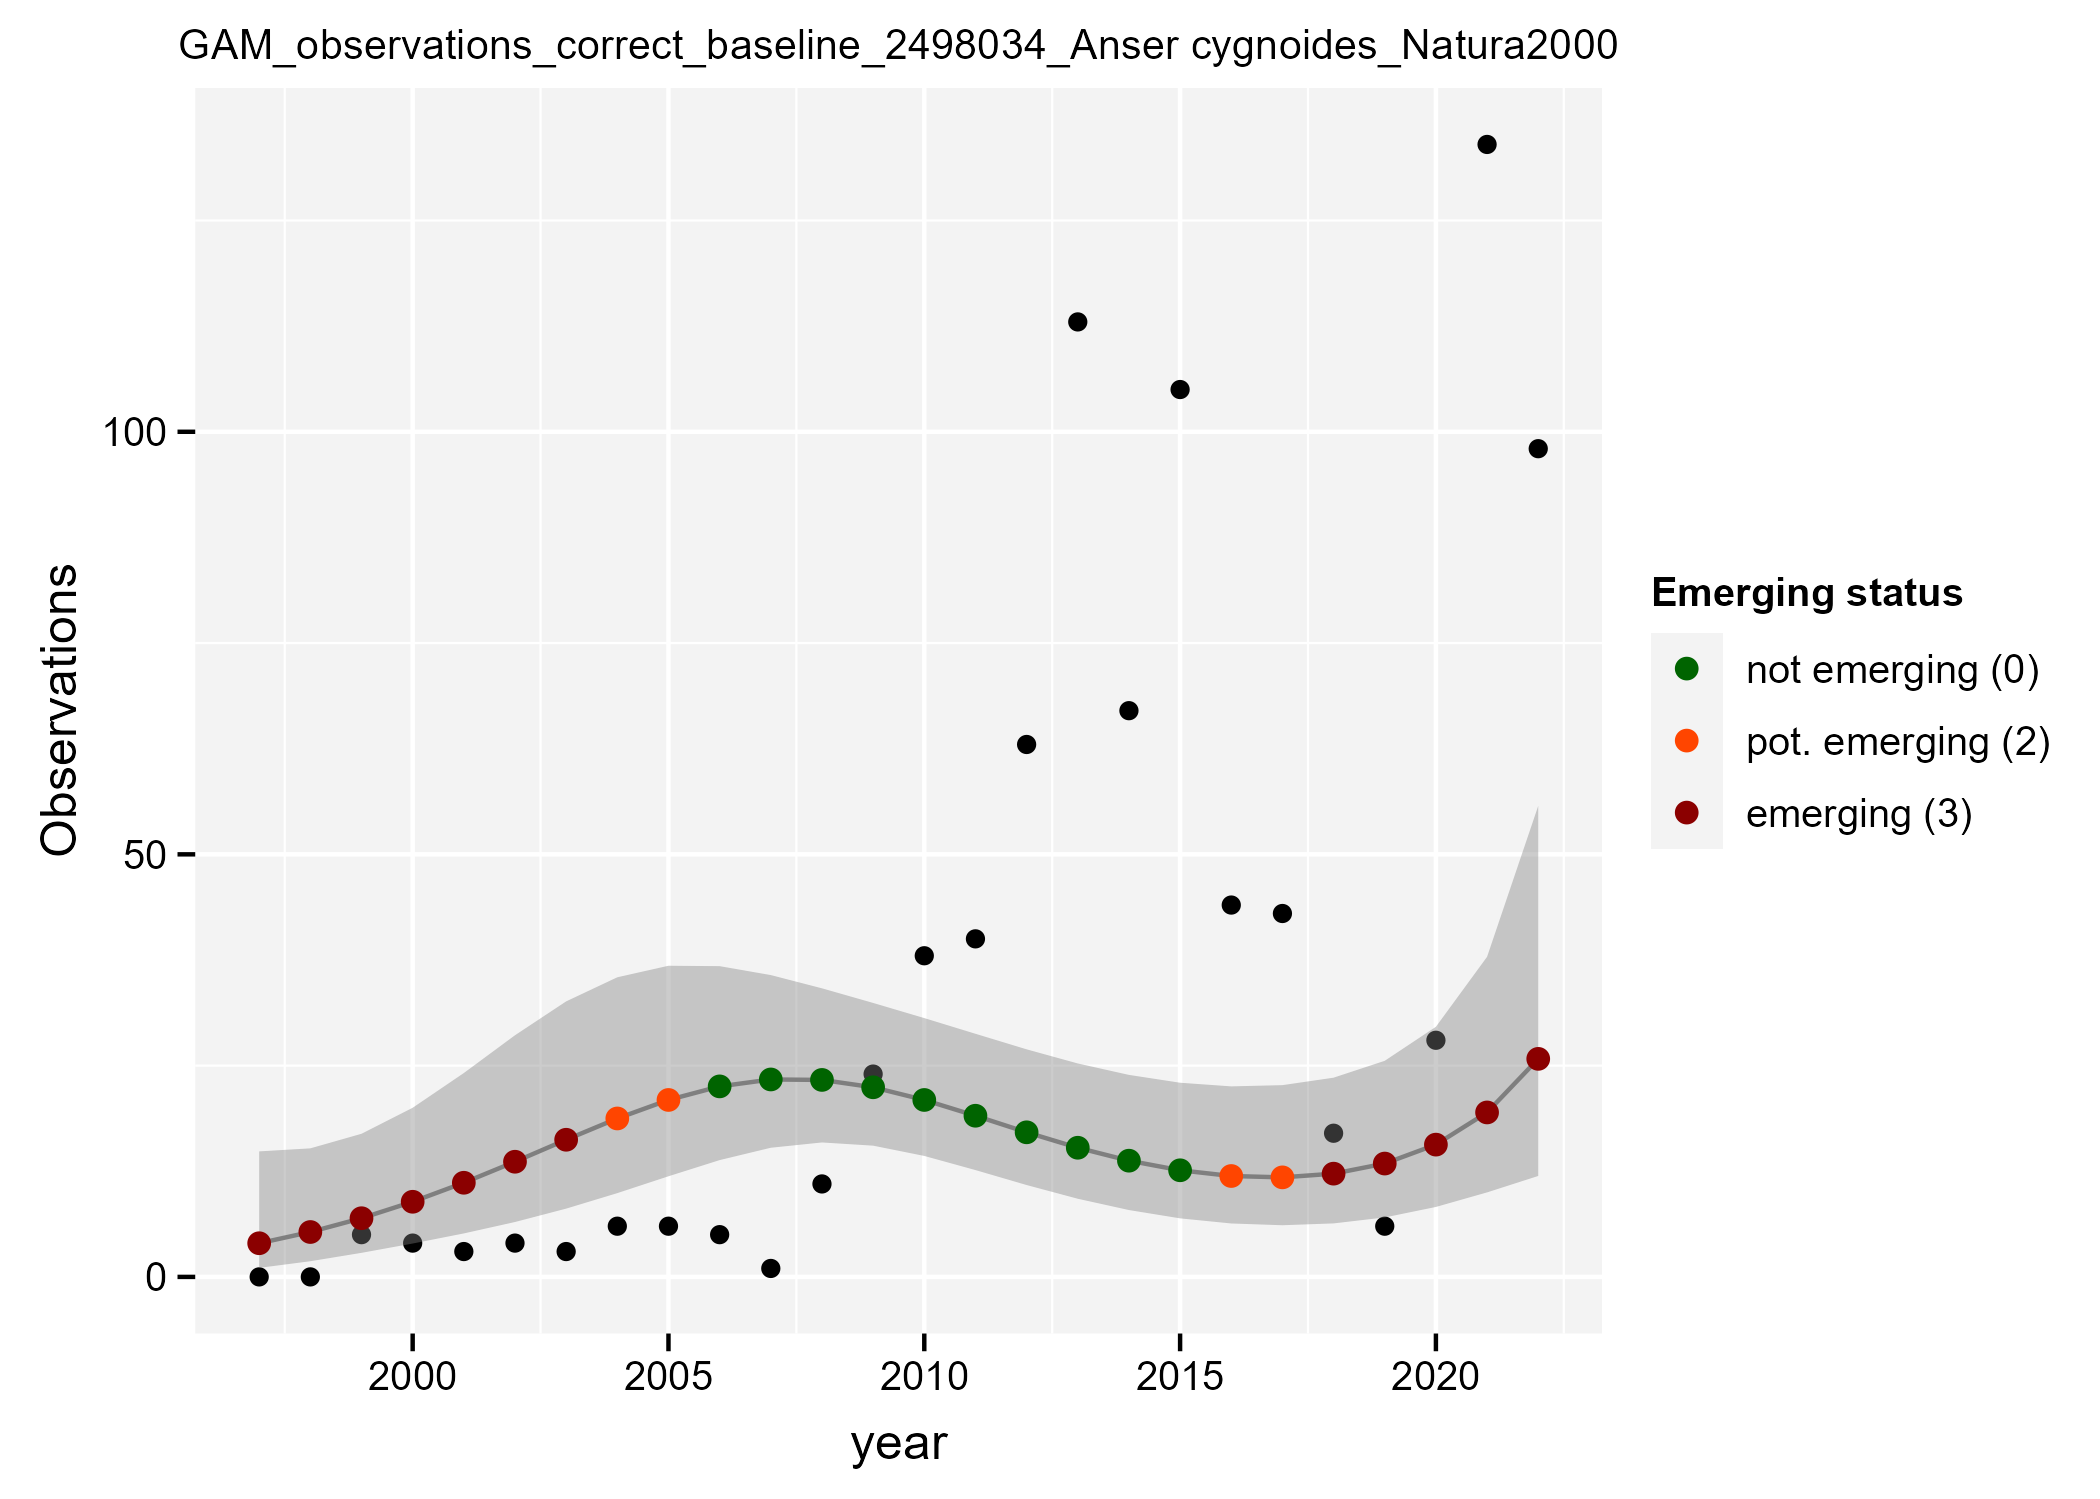 GAM_observations_correct_baseline_2498034_Anser cygnoides_Natura2000
100
50
0
Observations
2000 2005 2010 2015 2020
year
Emerging status
not emerging (0)
pot. emerging (2)
emerging (3)